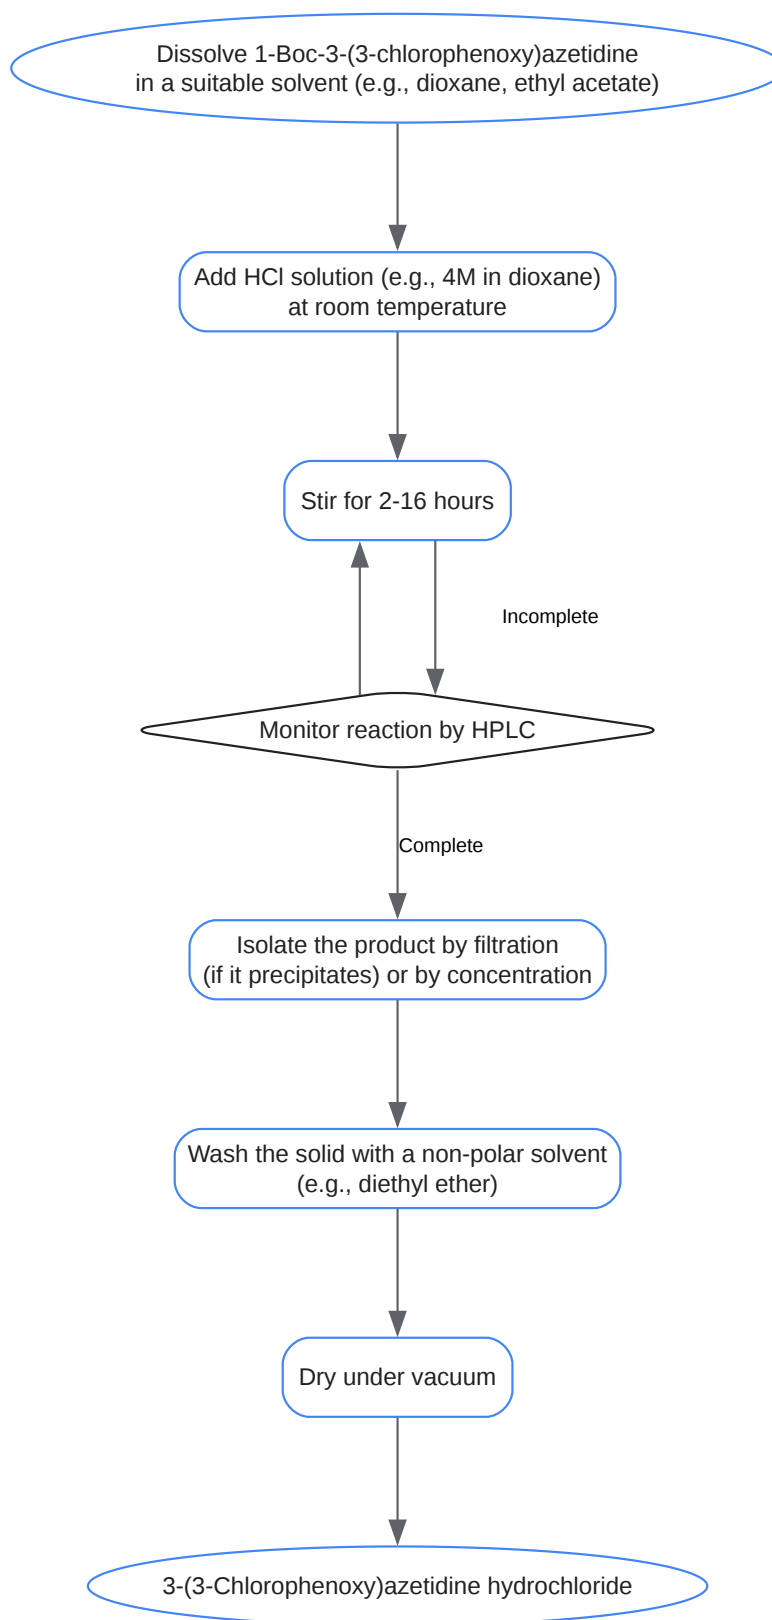 Dissolve 1-Boc-3-(3-chlorophenoxy)azetidine
in a suitable solvent (e.g., dioxane, ethyl acetate)
Add HCl solution (e.g., 4M in dioxane)
at room temperature
Stir for 2-16 hours
Incomplete
Monitor reaction by HPLC
Complete
Isolate the product by filtration
(if it precipitates) or by concentration
Wash the solid with a non-polar solvent
(e.g., diethyl ether)
Dry under vacuum
3-(3-Chlorophenoxy)azetidine hydrochloride